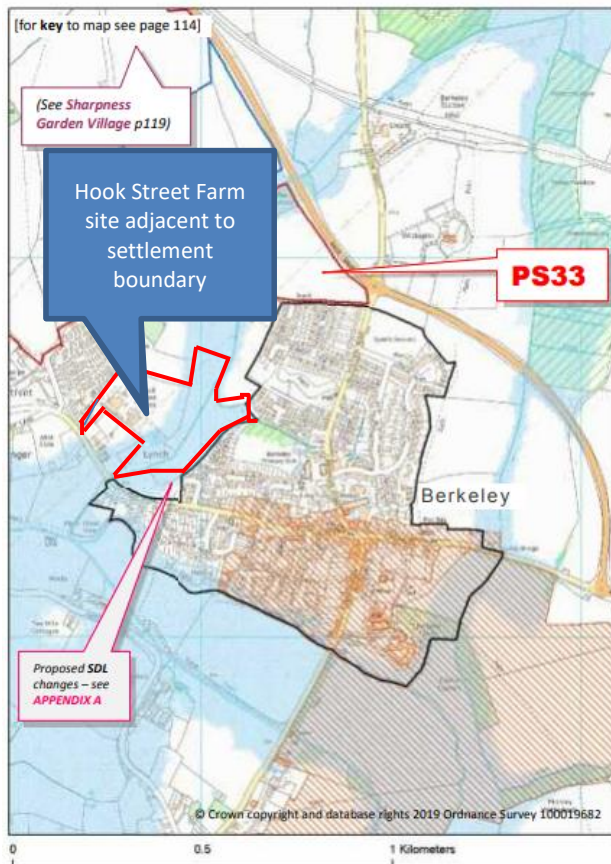 [for key to map see page 114]
(See Sharpness
Garden Village p119)
Hook Street Farm
site adjacent to
settlement
boundary
PS33
Lynch
Berkeley
Proposed SDL
changes – see
APPENDIX A
© Crown copyright and database rights 2019 Ordnance Survey 100019682
0 0.5 1 Kilometers